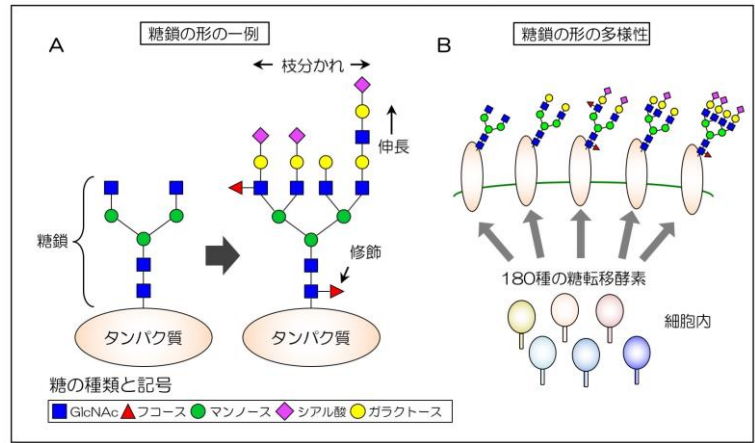 A
糖鎖の形の一例
枝分かれ
伸長
糖鎖
修飾
タンパク質
タンパク質
糖の種類と記号
GlcNAc フコース マンノース シアル酸 ガラクトース
B
糖鎖の形の多様性
180種の糖転移酵素
細胞内